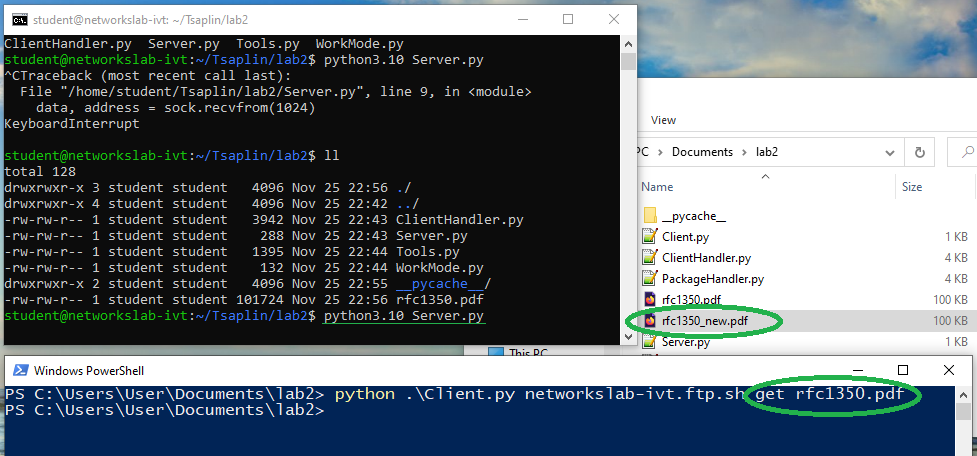 student@networkslab-ivt: ~/Tsaplin/lab2
ClientHandler.py  Server.py  Tools.py  WorkMode.py
student@networkslab-ivt:~/Tsaplin/lab2$ python3.10 Server.py
^CTraceback (most recent call last):
  File "/home/student/Tsaplin/lab2/Server.py", line 9, in <module>
    data, address = sock.recvfrom(1024)
KeyboardInterrupt
student@networkslab-ivt:~/Tsaplin/lab2$ ll
total 128
drwxrwxr-x 3 student student   4096 Nov 25 22:56 ./
drwxrwxr-x 4 student student   4096 Nov 25 22:42 ../
-rw-rw-r-- 1 student student   3942 Nov 25 22:43 ClientHandler.py
-rw-rw-r-- 1 student student    288 Nov 25 22:43 Server.py
-rw-rw-r-- 1 student student   1395 Nov 25 22:44 Tools.py
-rw-rw-r-- 1 student student    132 Nov 25 22:44 WorkMode.py
drwxrwxr-x 2 student student   4096 Nov 25 22:55 __pycache__/
-rw-rw-r-- 1 student student 101724 Nov 25 22:56 rfc1350.pdf
student@networkslab-ivt:~/Tsaplin/lab2$ python3.10 Server.py
View
PC > Documents > lab2
Name Size
__pycache__
Client.py 1 KB
ClientHandler.py 4 KB
PackageHandler.py 4 KB
rfc1350.pdf 100 KB
rfc1350_new.pdf 100 KB
Server.py 1 KB
This PC
Windows PowerShell
PS C:\Users\User\Documents\lab2> python .\Client.py networkslab-ivt.ftp.sh get rfc1350.pdf
PS C:\Users\User\Documents\lab2>